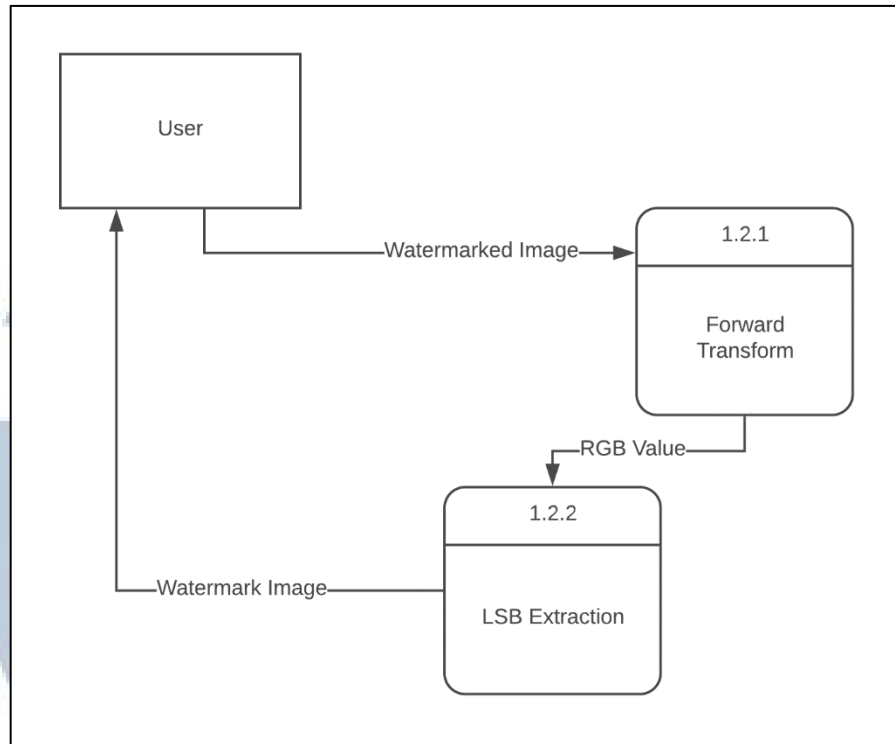 User
Watermarked Image
1.2.1
Forward
Transform
RGB Value
1.2.2
LSB Extraction
Watermark Image